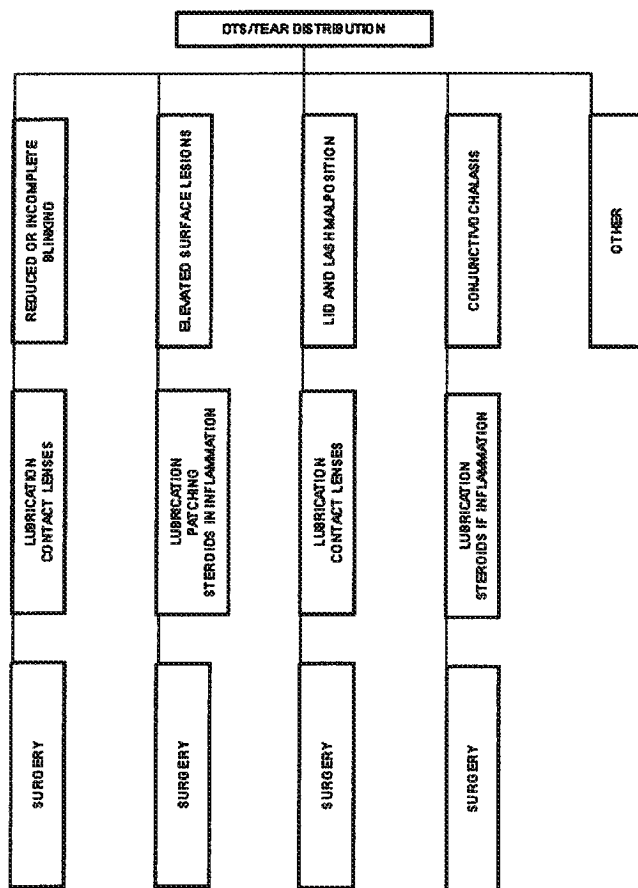 DTS/TEAR DISTRIBUTION
REDUCED OR INCOMPLETE
BLINKING
ELEVATED SURFACE LESIONS
LID AND LASH MALPOSITION
CONJUNCTIVOCHALASIS
OTHER
LUBRICATION
CONTACT LENSES
LUBRICATION
PATCHING
STEROIDS IN INFLAMMATION
LUBRICATION
CONTACT LENSES
LUBRICATION
STEROIDS IF INFLAMMATION
SURGERY
SURGERY
SURGERY
SURGERY